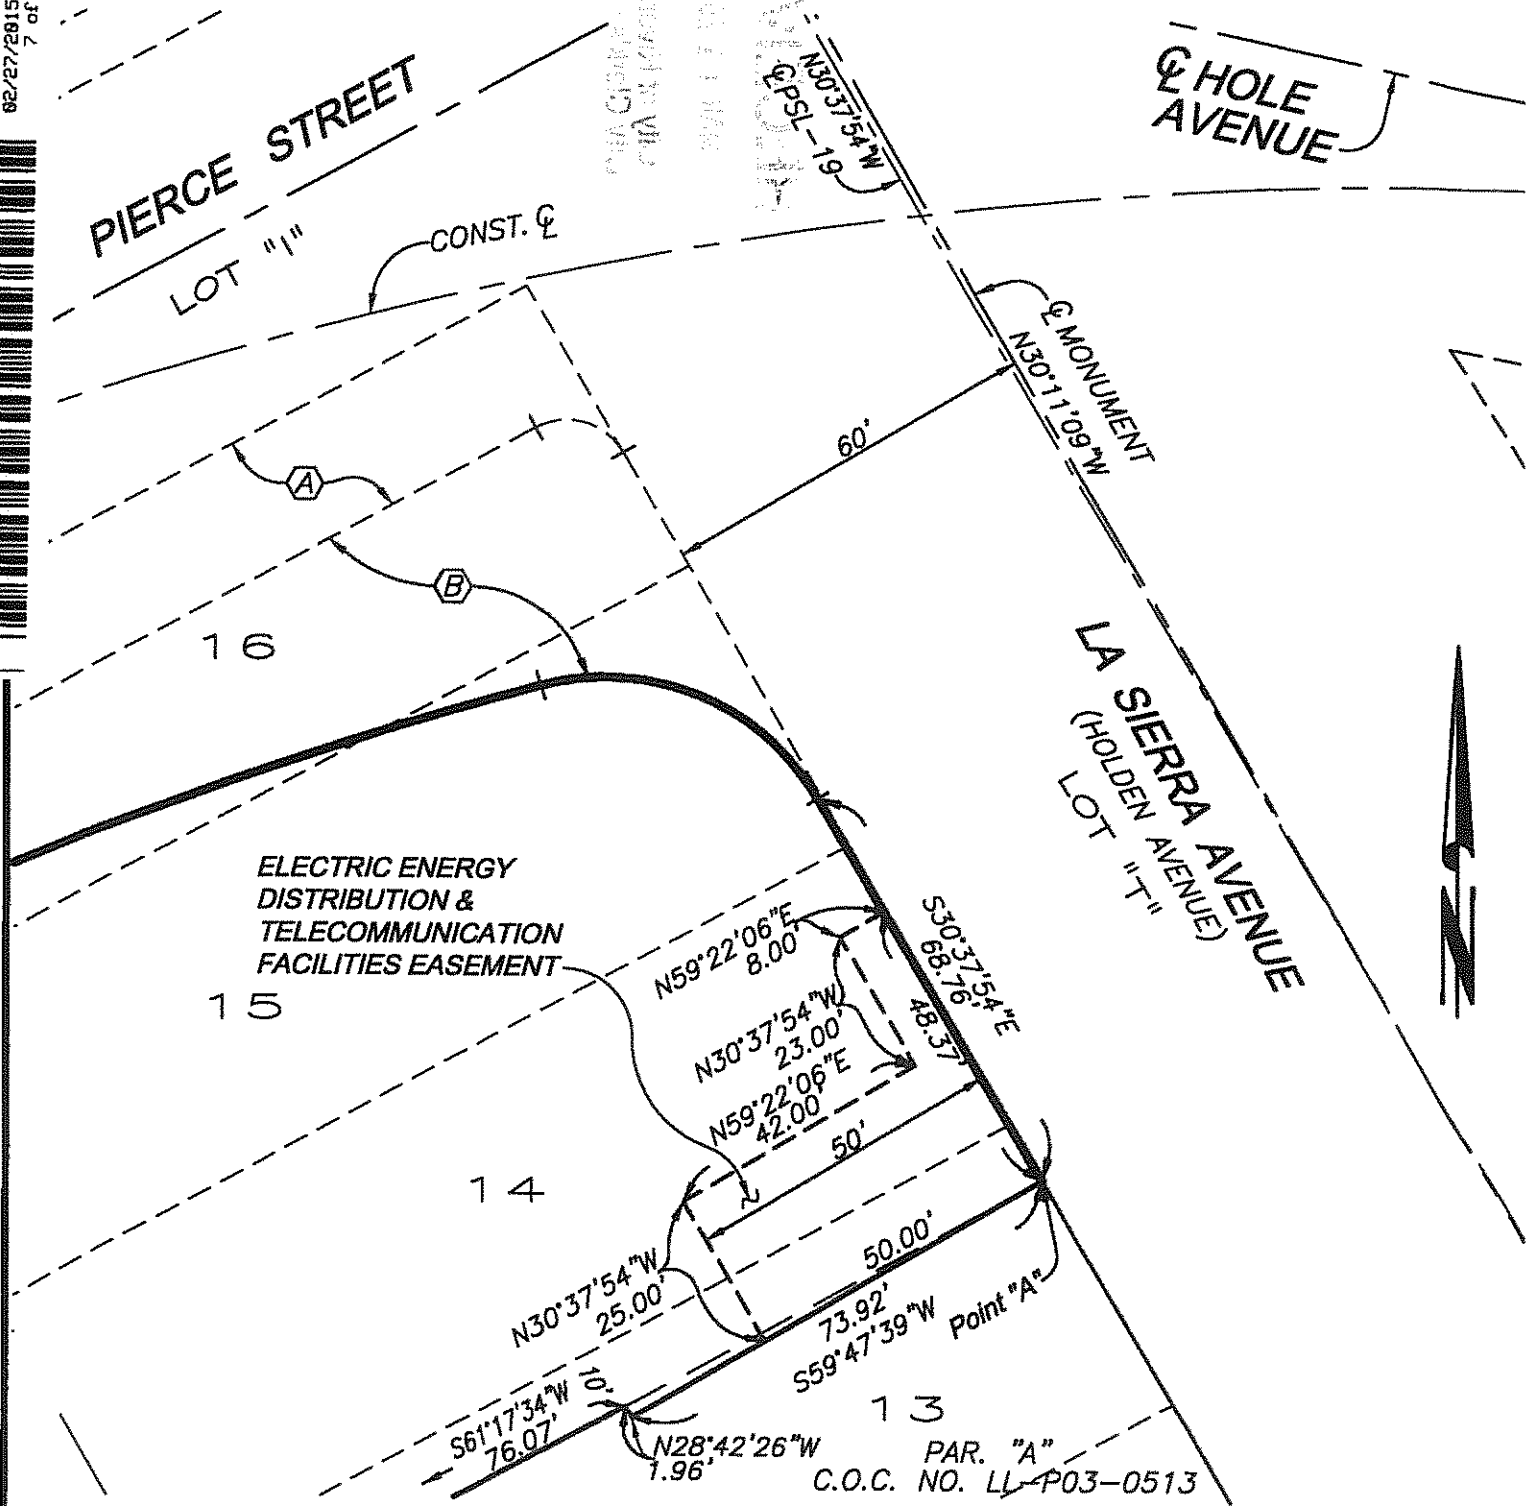 02/27/2015
7 of
PIERCE STREET
LOT "I"
CONST. ℄
N30°37'54"W
℄ PSL-19
℄ HOLE
AVENUE
℄ MONUMENT
N30°11'09"W
60'
A
B
16
LA SIERRA AVENUE
(HOLDEN AVENUE)
LOT "T"
ELECTRIC ENERGY
DISTRIBUTION &
TELECOMMUNICATION
FACILITIES EASEMENT
15
N59°22'06"E
8.00'
S30°37'54"E
68.76'
48.37'
N30°37'54"W
23.00'
N59°22'06"E
42.00'
50'
14
50.00'
N30°37'54"W
25.00'
73.92'
S59°47'39"W
Point "A"
10'
S61°17'34"W
76.07'
N28°42'26"W
1.96'
13
PAR. "A"
C.O.C. NO. LL-P03-0513
N